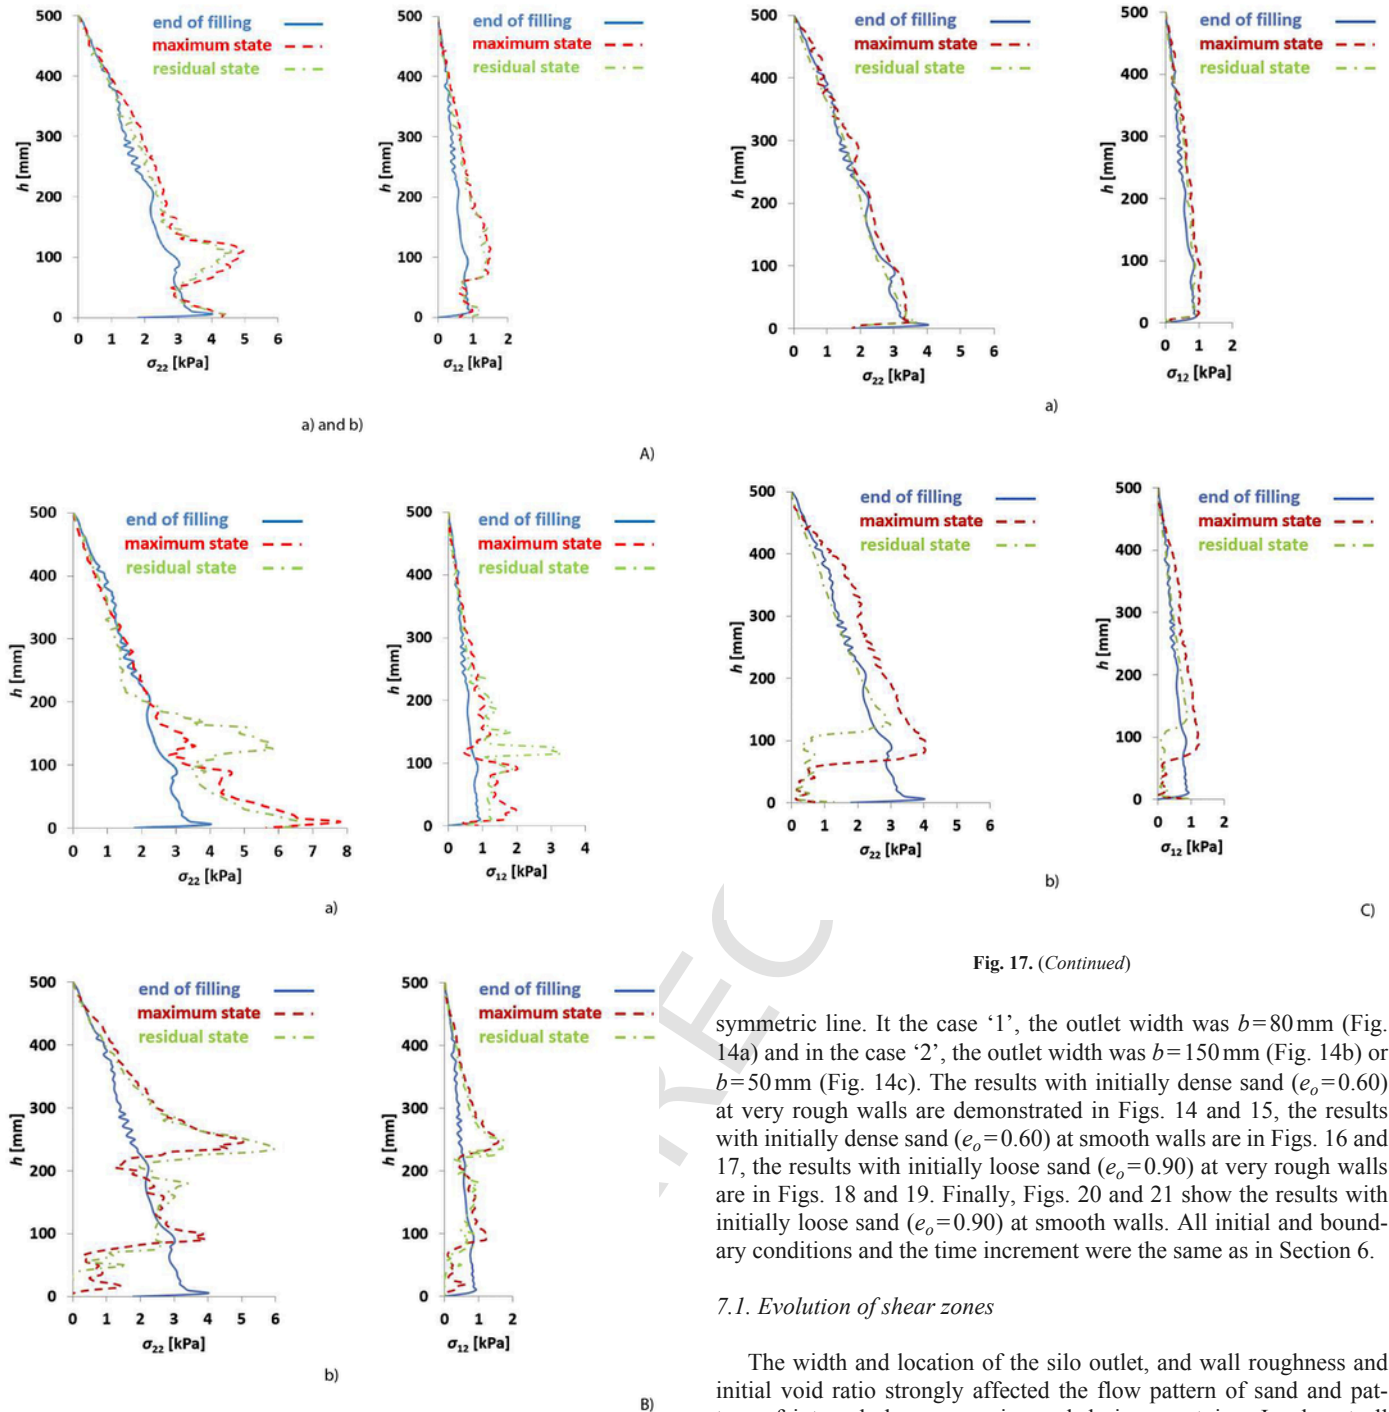 end of filling
maximum state
residual state
500
400
300
200
100
0
h [mm]
0 1 2 3 4 5 6
σ22 [kPa]
end of filling
maximum state
residual state
500
400
300
200
100
0
h [mm]
0 1 2
σ12 [kPa]
a) and b)
A)
end of filling
maximum state
residual state
500
400
300
200
100
0
h [mm]
0 1 2 3 4 5 6 7 8
σ22 [kPa]
end of filling
maximum state
residual state
500
400
300
200
100
0
h [mm]
0 1 2 3 4
σ12 [kPa]
a)
end of filling
maximum state
residual state
500
400
300
200
100
0
h [mm]
0 1 2 3 4 5 6
σ22 [kPa]
end of filling
maximum state
residual state
500
400
300
200
100
0
h [mm]
0 1 2
σ12 [kPa]
b)
B)
end of filling
maximum state
residual state
500
400
300
200
100
0
h [mm]
0 1 2 3 4 5 6
σ22 [kPa]
end of filling
maximum state
residual state
500
400
300
200
100
0
h [mm]
0 1 2
σ12 [kPa]
a)
end of filling
maximum state
residual state
500
400
300
200
100
0
h [mm]
0 1 2 3 4 5 6
σ22 [kPa]
end of filling
maximum state
residual state
500
400
300
200
100
0
h [mm]
0 1 2
σ12 [kPa]
b)
C)
Fig. 17. (Continued)
symmetric line. It the case ‘1’, the outlet width was b=80mm (Fig.
14a) and in the case ‘2’, the outlet width was b=150mm (Fig. 14b) or
b=50mm (Fig. 14c). The results with initially dense sand (eo=0.60)
at very rough walls are demonstrated in Figs. 14 and 15, the results
with initially dense sand (eo=0.60) at smooth walls are in Figs. 16 and
17, the results with initially loose sand (eo=0.90) at very rough walls
are in Figs. 18 and 19. Finally, Figs. 20 and 21 show the results with
initially loose sand (eo=0.90) at smooth walls. All initial and bound-
ary conditions and the time increment were the same as in Section 6.
7.1. Evolution of shear zones
The width and location of the silo outlet, and wall roughness and
initial void ratio strongly affected the flow pattern of sand and pat-
REC